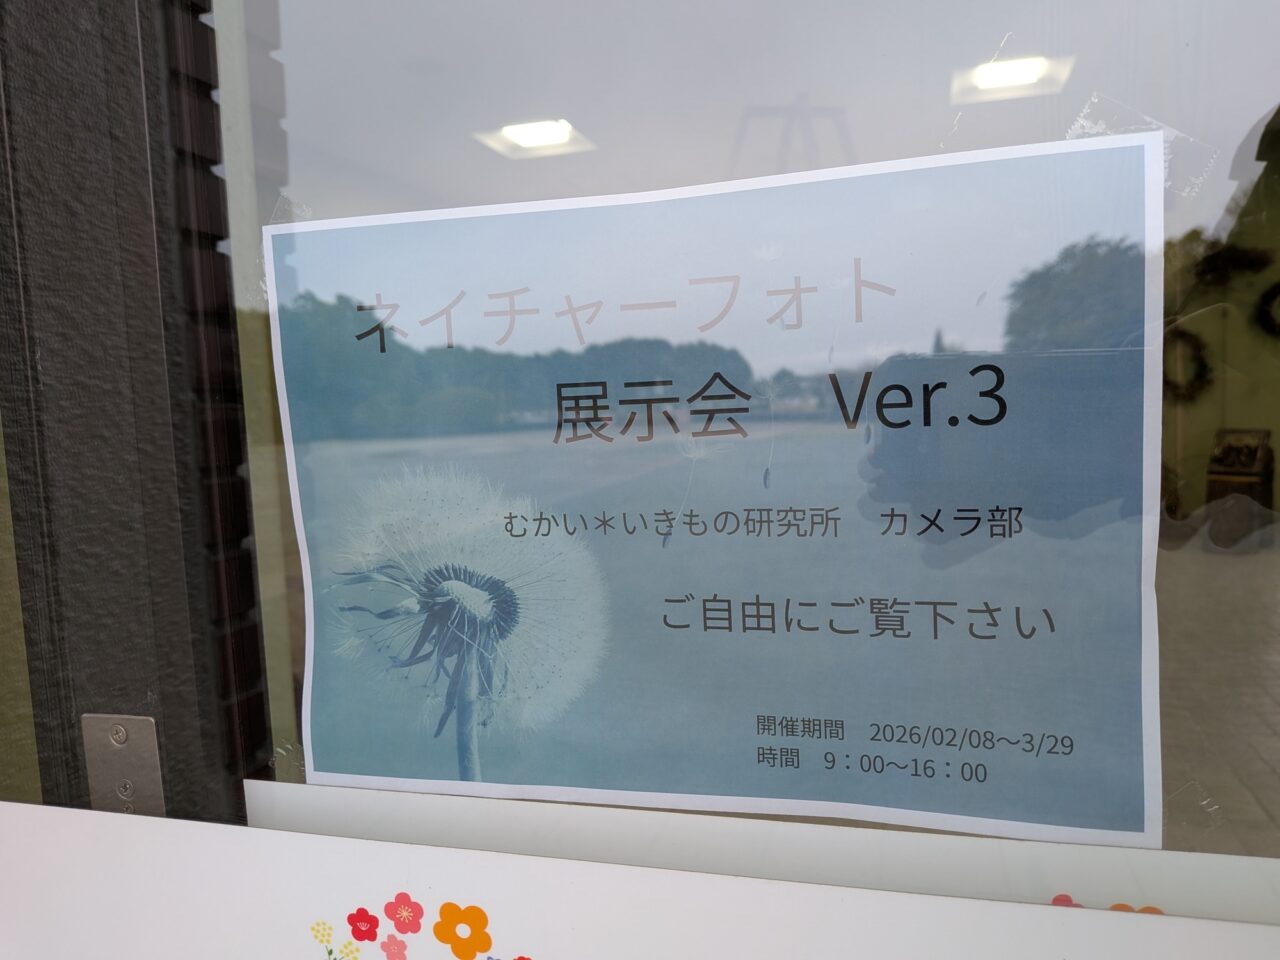 ネイチャーフォト
展示会　Ver.3
むかい＊いきもの研究所　カメラ部
ご自由にご覧下さい
開催期間　2026/02/08～3/29
時間　9：00～16：00